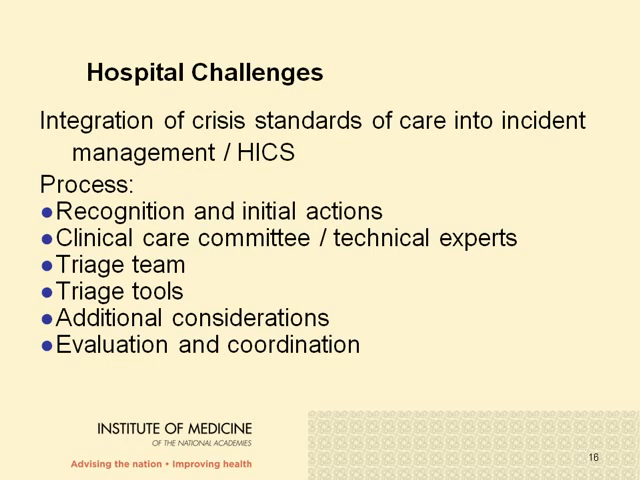 Hospital Challenges
Integration of crisis standards of care into incident
management / HICS
Process:
●Recognition and initial actions
●Clinical care committee / technical experts
●Triage team
●Triage tools
●Additional considerations
●Evaluation and coordination
INSTITUTE OF MEDICINE
OF THE NATIONAL ACADEMIES
Advising the nation • Improving health
16